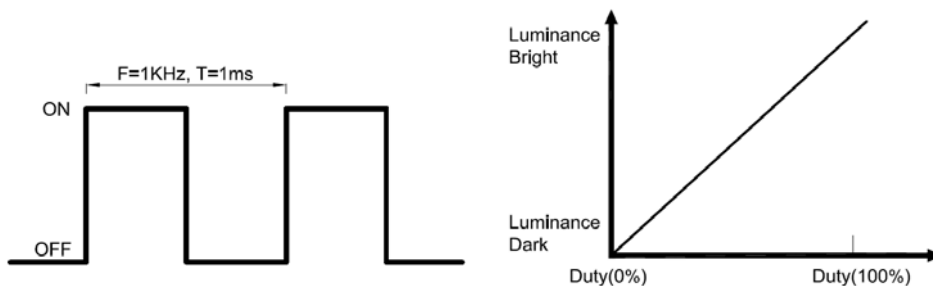 F=1KHz, T=1ms
ON
OFF
Luminance
Bright
Luminance
Dark
Duty(0%)
Duty(100%)